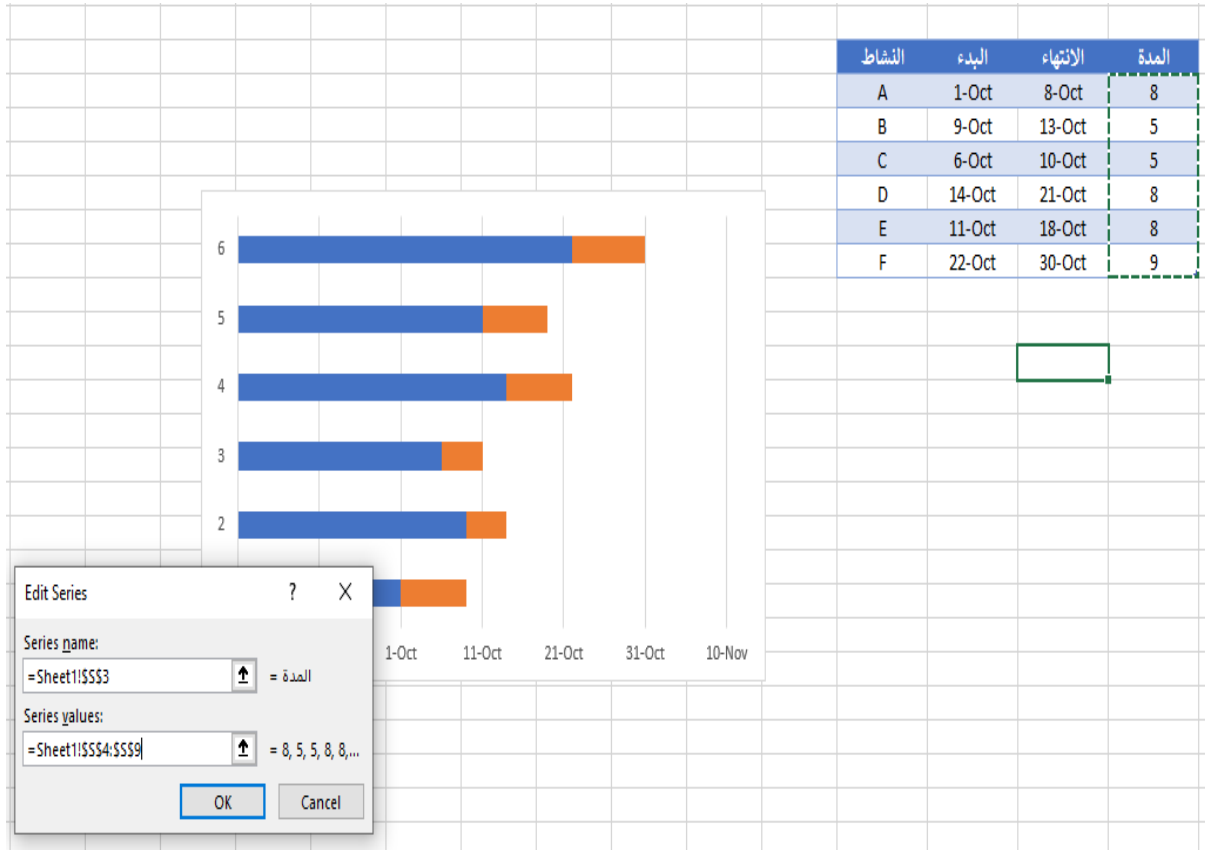 النشاط البدء الانتهاء المدة
A 1-Oct 8-Oct 8
B 9-Oct 13-Oct 5
C 6-Oct 10-Oct 5
D 14-Oct 21-Oct 8
E 11-Oct 18-Oct 8
F 22-Oct 30-Oct 9
6
5
4
3
2
1-Oct 11-Oct 21-Oct 31-Oct 10-Nov
Edit Series ? X
Series name:
=Sheet1!$S$3 = المدة
Series values:
=Sheet1!$S$4:$S$9 = 8, 5, 5, 8, 8,...
OK Cancel